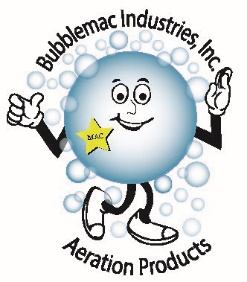 Bubblemac Industries, Inc.
MAC
Aeration Products